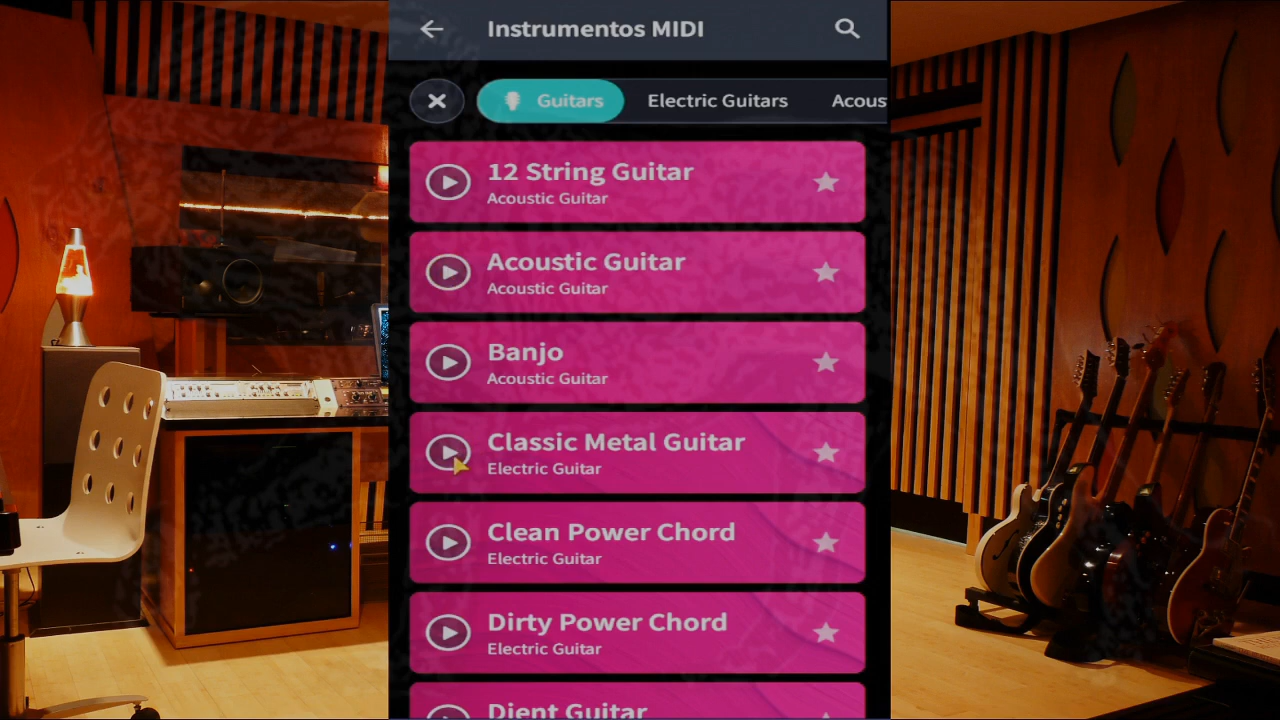 Instrumentos MIDI
Guitars
Electric Guitars
Acous
12 String Guitar
Acoustic Guitar
Acoustic Guitar
Acoustic Guitar
Banjo
Acoustic Guitar
Classic Metal Guitar
Electric Guitar
Clean Power Chord
Electric Guitar
Dirty Power Chord
Electric Guitar
Djent Guitar